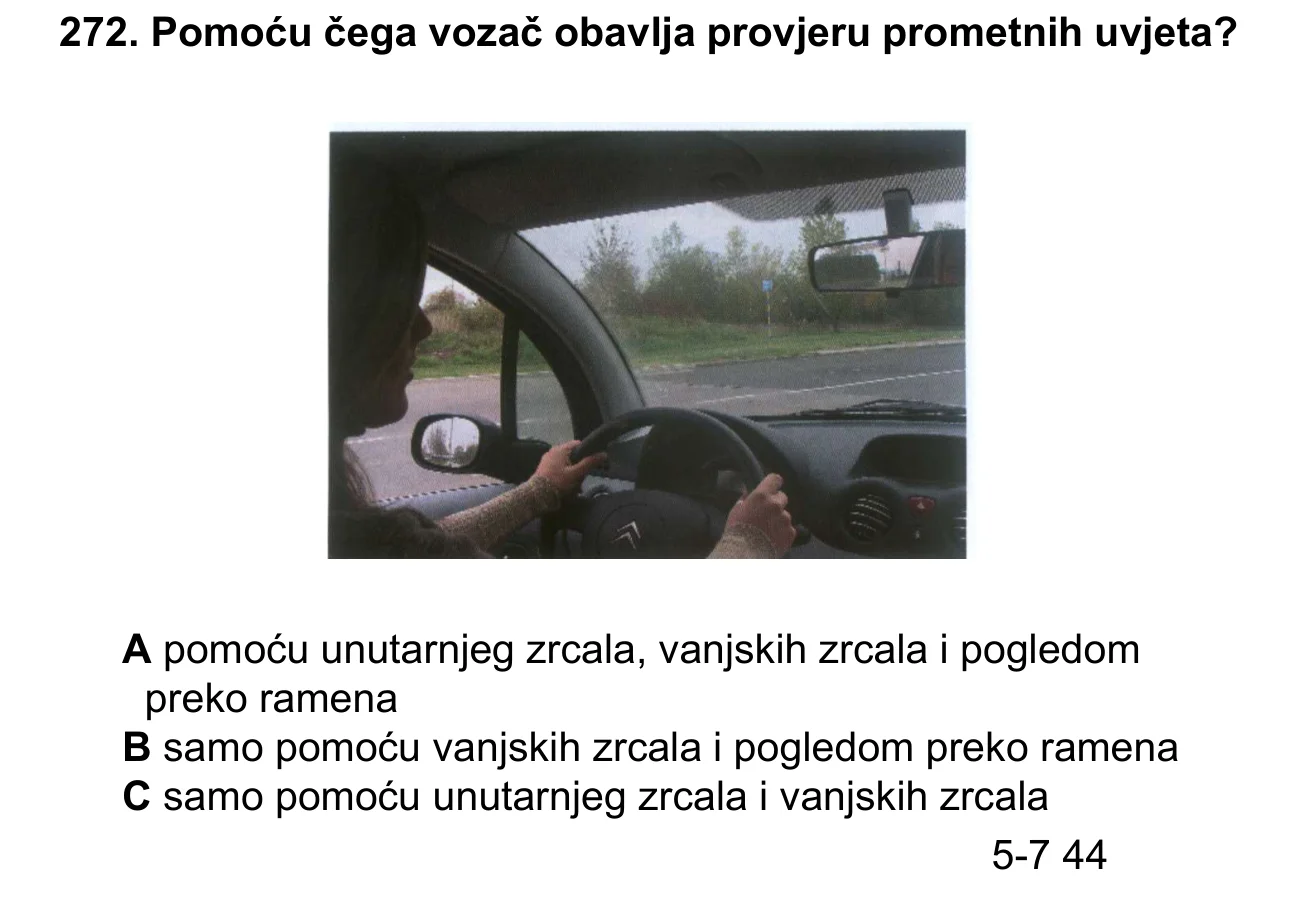 272. Pomoću čega vozač obavlja provjeru prometnih uvjeta?
A pomoću unutarnjeg zrcala, vanjskih zrcala i pogledom
preko ramena
B samo pomoću vanjskih zrcala i pogledom preko ramena
C samo pomoću unutarnjeg zrcala i vanjskih zrcala
5-7 44